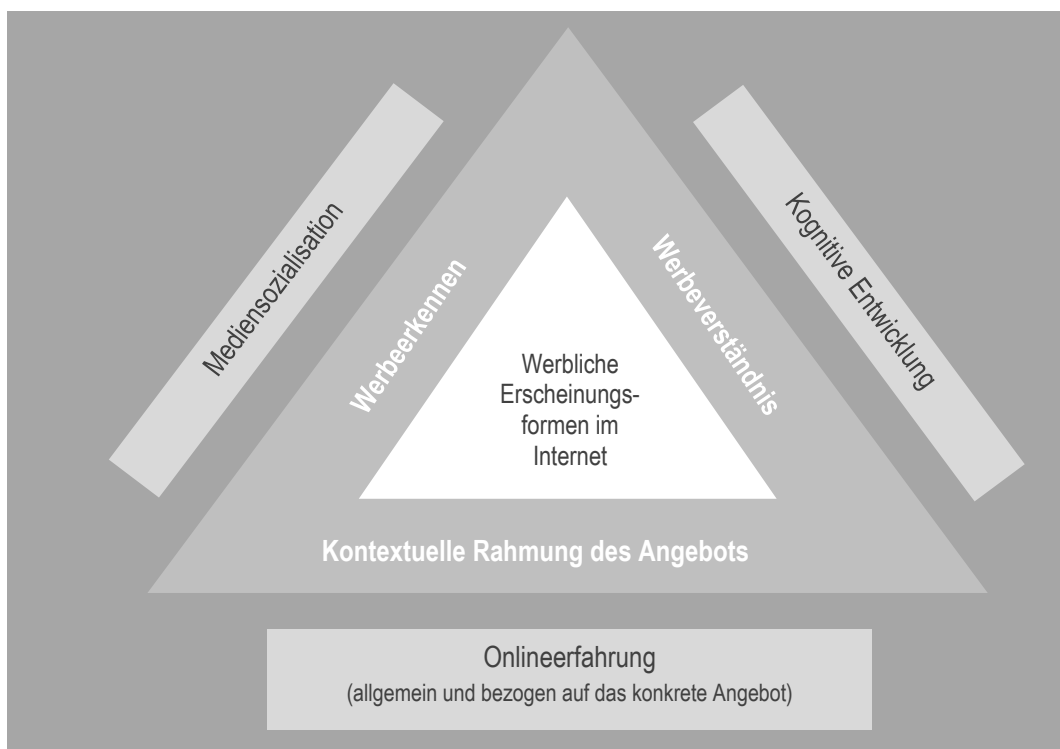 Mediensozialisation
Kognitive Entwicklung
Werbeerkennen
Werbeverständnis
Werbliche
Erscheinungs-
formen im
Internet
Kontextuelle Rahmung des Angebots
Onlineerfahrung
(allgemein und bezogen auf das konkrete Angebot)